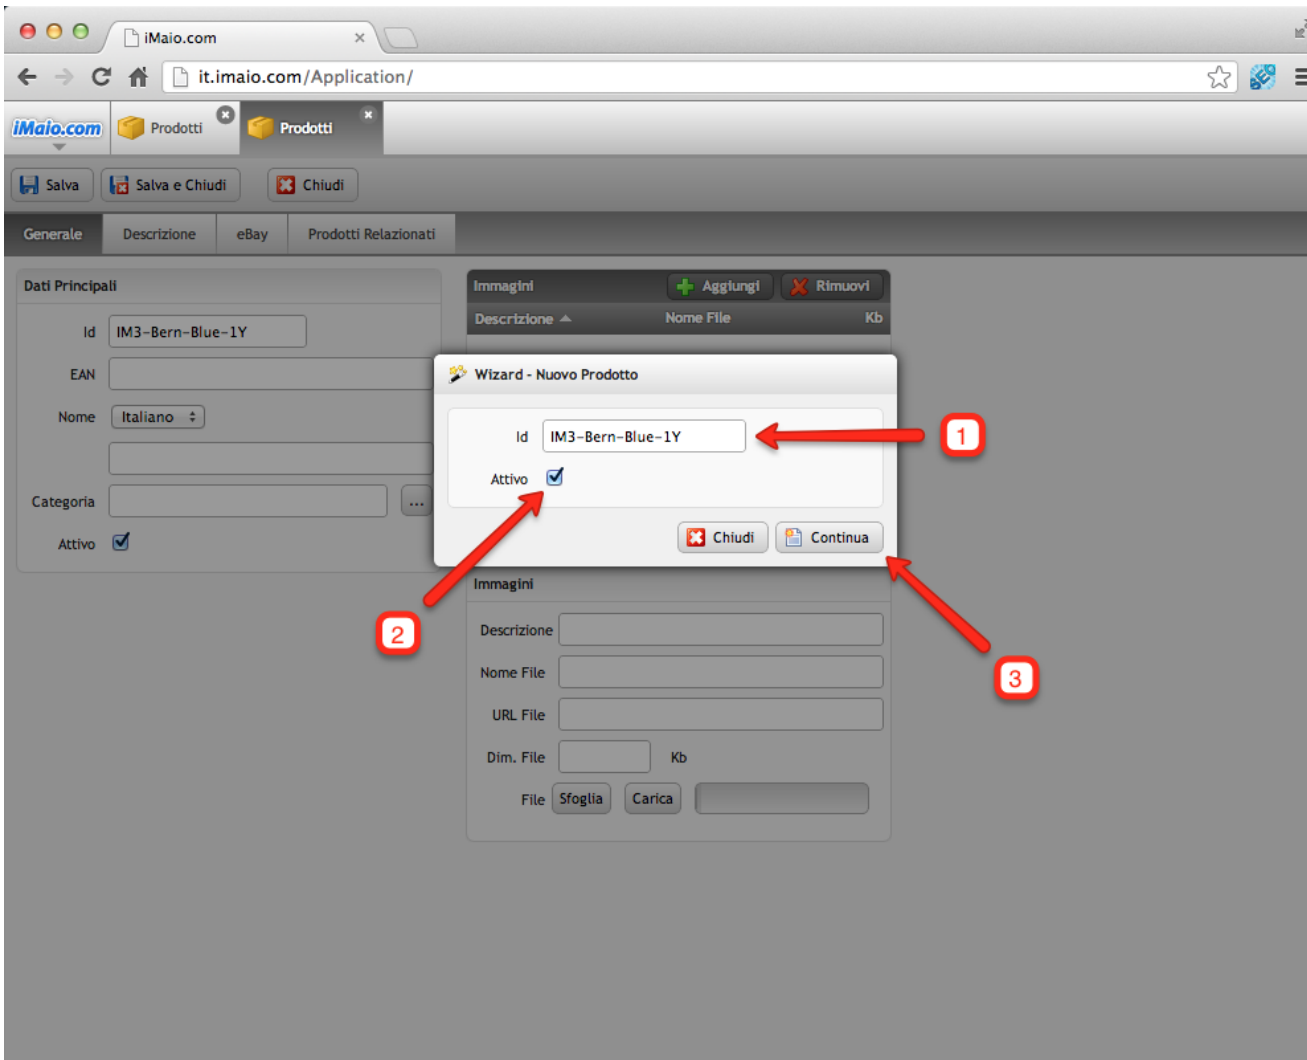 iMaio.com
it.imaio.com/Application/
iMaio.com Prodotti Prodotti
Salva Salva e Chiudi Chiudi
Generale Descrizione eBay Prodotti Relazionati
Dati Principali
Id IM3-Bern-Blue-1Y
EAN
Nome Italiano
Categoria ...
Attivo
Immagini Aggiungi Rimuovi
Descrizione Nome File Kb
Wizard - Nuovo Prodotto
Id IM3-Bern-Blue-1Y
1
Attivo
Chiudi Continua
2
3
Immagini
Descrizione
Nome File
URL File
Dim. File Kb
File Sfoglia Carica